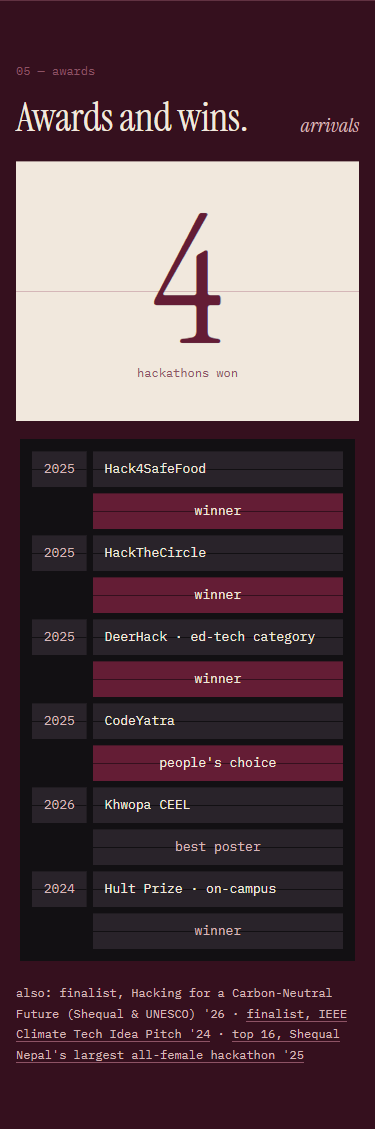 05 — awards
Awards and wins.
arrivals
4
hackathons won
2025 Hack4SafeFood
winner
2025 HackTheCircle
winner
2025 DeerHack · ed-tech category
winner
2025 CodeYatra
people's choice
2026 Khwopa CEEL
best poster
2024 Hult Prize · on-campus
winner
also: finalist, Hacking for a Carbon-Neutral
Future (Shequal & UNESCO) '26 · finalist, IEEE
Climate Tech Idea Pitch '24 · top 16, Shequal
Nepal's largest all-female hackathon '25